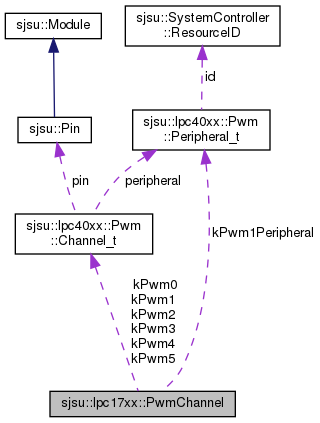 sjsu::Module
sjsu::SystemController
::ResourceID
id
sjsu::Pin
sjsu::lpc40xx::Pwm
::Peripheral_t
pin
peripheral
sjsu::lpc40xx::Pwm
::Channel_t
kPwm1Peripheral
kPwm0
kPwm1
kPwm2
kPwm3
kPwm4
kPwm5
sjsu::lpc17xx::PwmChannel